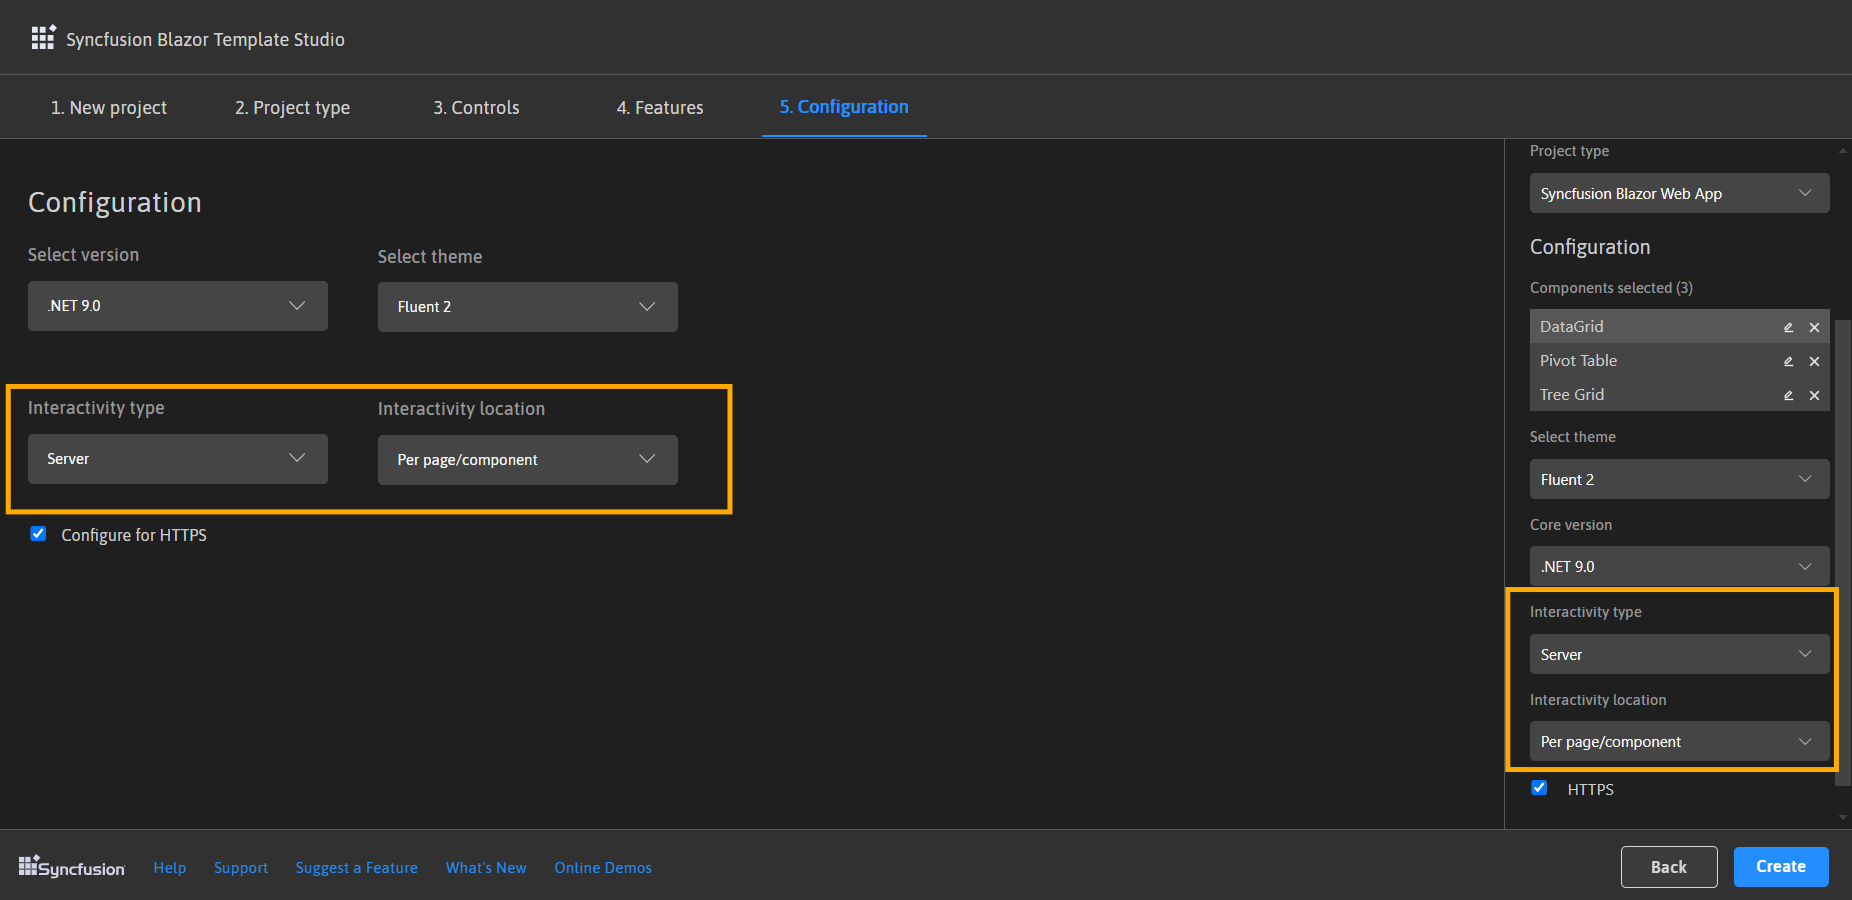 Syncfusion Blazor Template Studio
1. New project
2. Project type
3. Controls
4. Features
5. Configuration
Configuration
Select version
Select theme
.NET 9.0
Fluent 2
Interactivity type
Interactivity location
Server
Per page/component
Configure for HTTPS
Project type
Syncfusion Blazor Web App
Configuration
Components selected (3)
DataGrid
Pivot Table
Tree Grid
Select theme
Fluent 2
Core version
.NET 9.0
Interactivity type
Server
Interactivity location
Per page/component
HTTPS
Syncfusion
Help
Support
Suggest a Feature
What's New
Online Demos
Back
Create